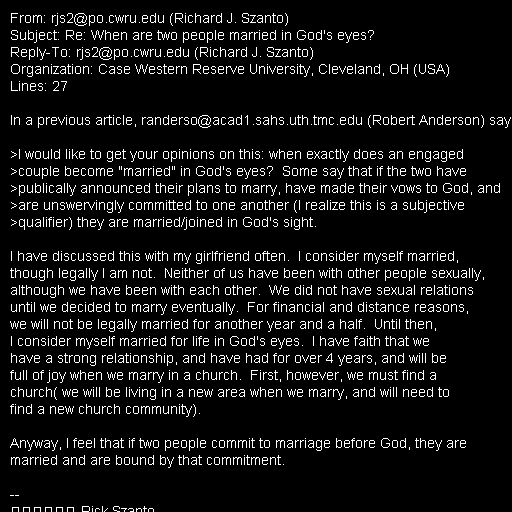 From: rjs2@po.cwru.edu (Richard J. Szanto)
Subject: Re: When are two people married in God's eyes?
Reply-To: rjs2@po.cwru.edu (Richard J. Szanto)
Organization: Case Western Reserve University, Cleveland, OH (USA)
Lines: 27

In a previous article, randerso@acad1.sahs.uth.tmc.edu (Robert Anderson) say

>I would like to get your opinions on this: when exactly does an engaged
>couple become "married" in God's eyes?  Some say that if the two have
>publically announced their plans to marry, have made their vows to God, and
>are unswervingly committed to one another (I realize this is a subjective
>qualifier) they are married/joined in God's sight.

I have discussed this with my girlfriend often.  I consider myself married,
though legally I am not.  Neither of us have been with other people sexually,
although we have been with each other.  We did not have sexual relations
until we decided to marry eventually.  For financial and distance reasons,
we will not be legally married for another year and a half.  Until then,
I consider myself married for life in God's eyes.  I have faith that we
have a strong relationship, and have had for over 4 years, and will be
full of joy when we marry in a church.  First, however, we must find a
church( we will be living in a new area when we marry, and will need to
find a new church community).

Anyway, I feel that if two people commit to marriage before God, they are
married and are bound by that commitment.

--
Rick Szanto